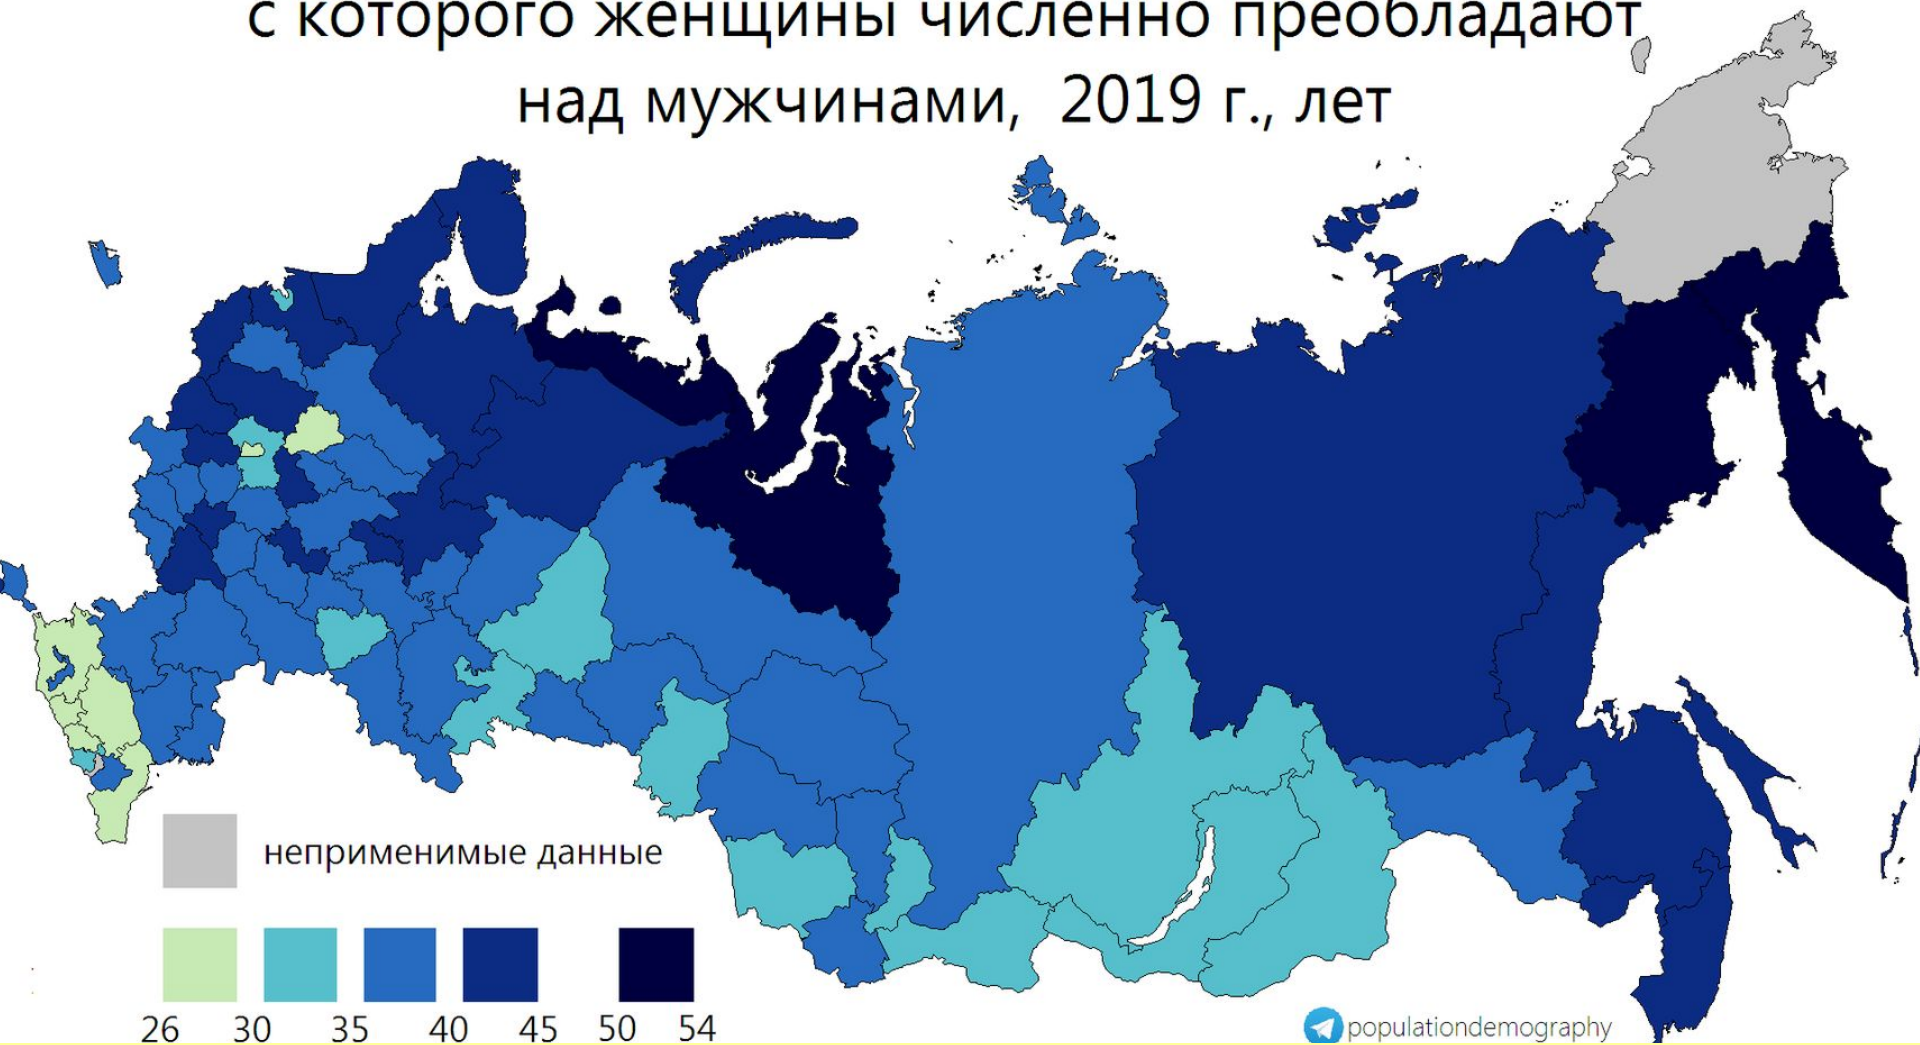 с которого женщины численно преобладают
над мужчинами, 2019 г., лет
неприменимые данные
26 30 35 40 45 50 54
populationdemography